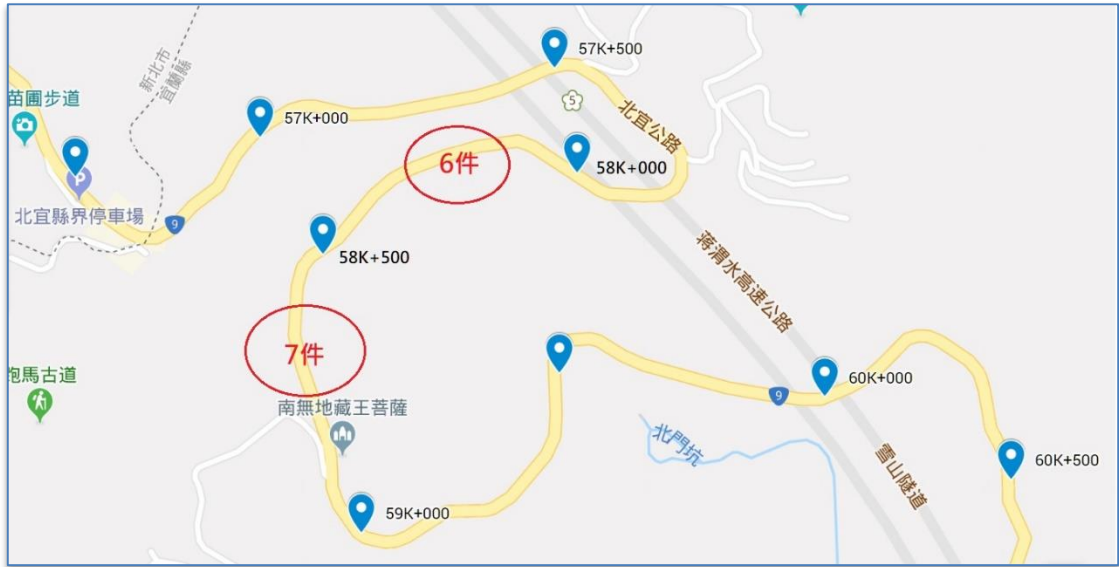 57K+500
新北市
宜蘭縣
苗圃步道
5
57K+000
北宜公路
6件
58K+000
P
北宜縣界停車場
9
58K+500
蒋渭水高速公路
7件
跑馬古道
60K+000
9
南無地藏王菩薩
北門坑
60K+500
雪山隧道
59K+000